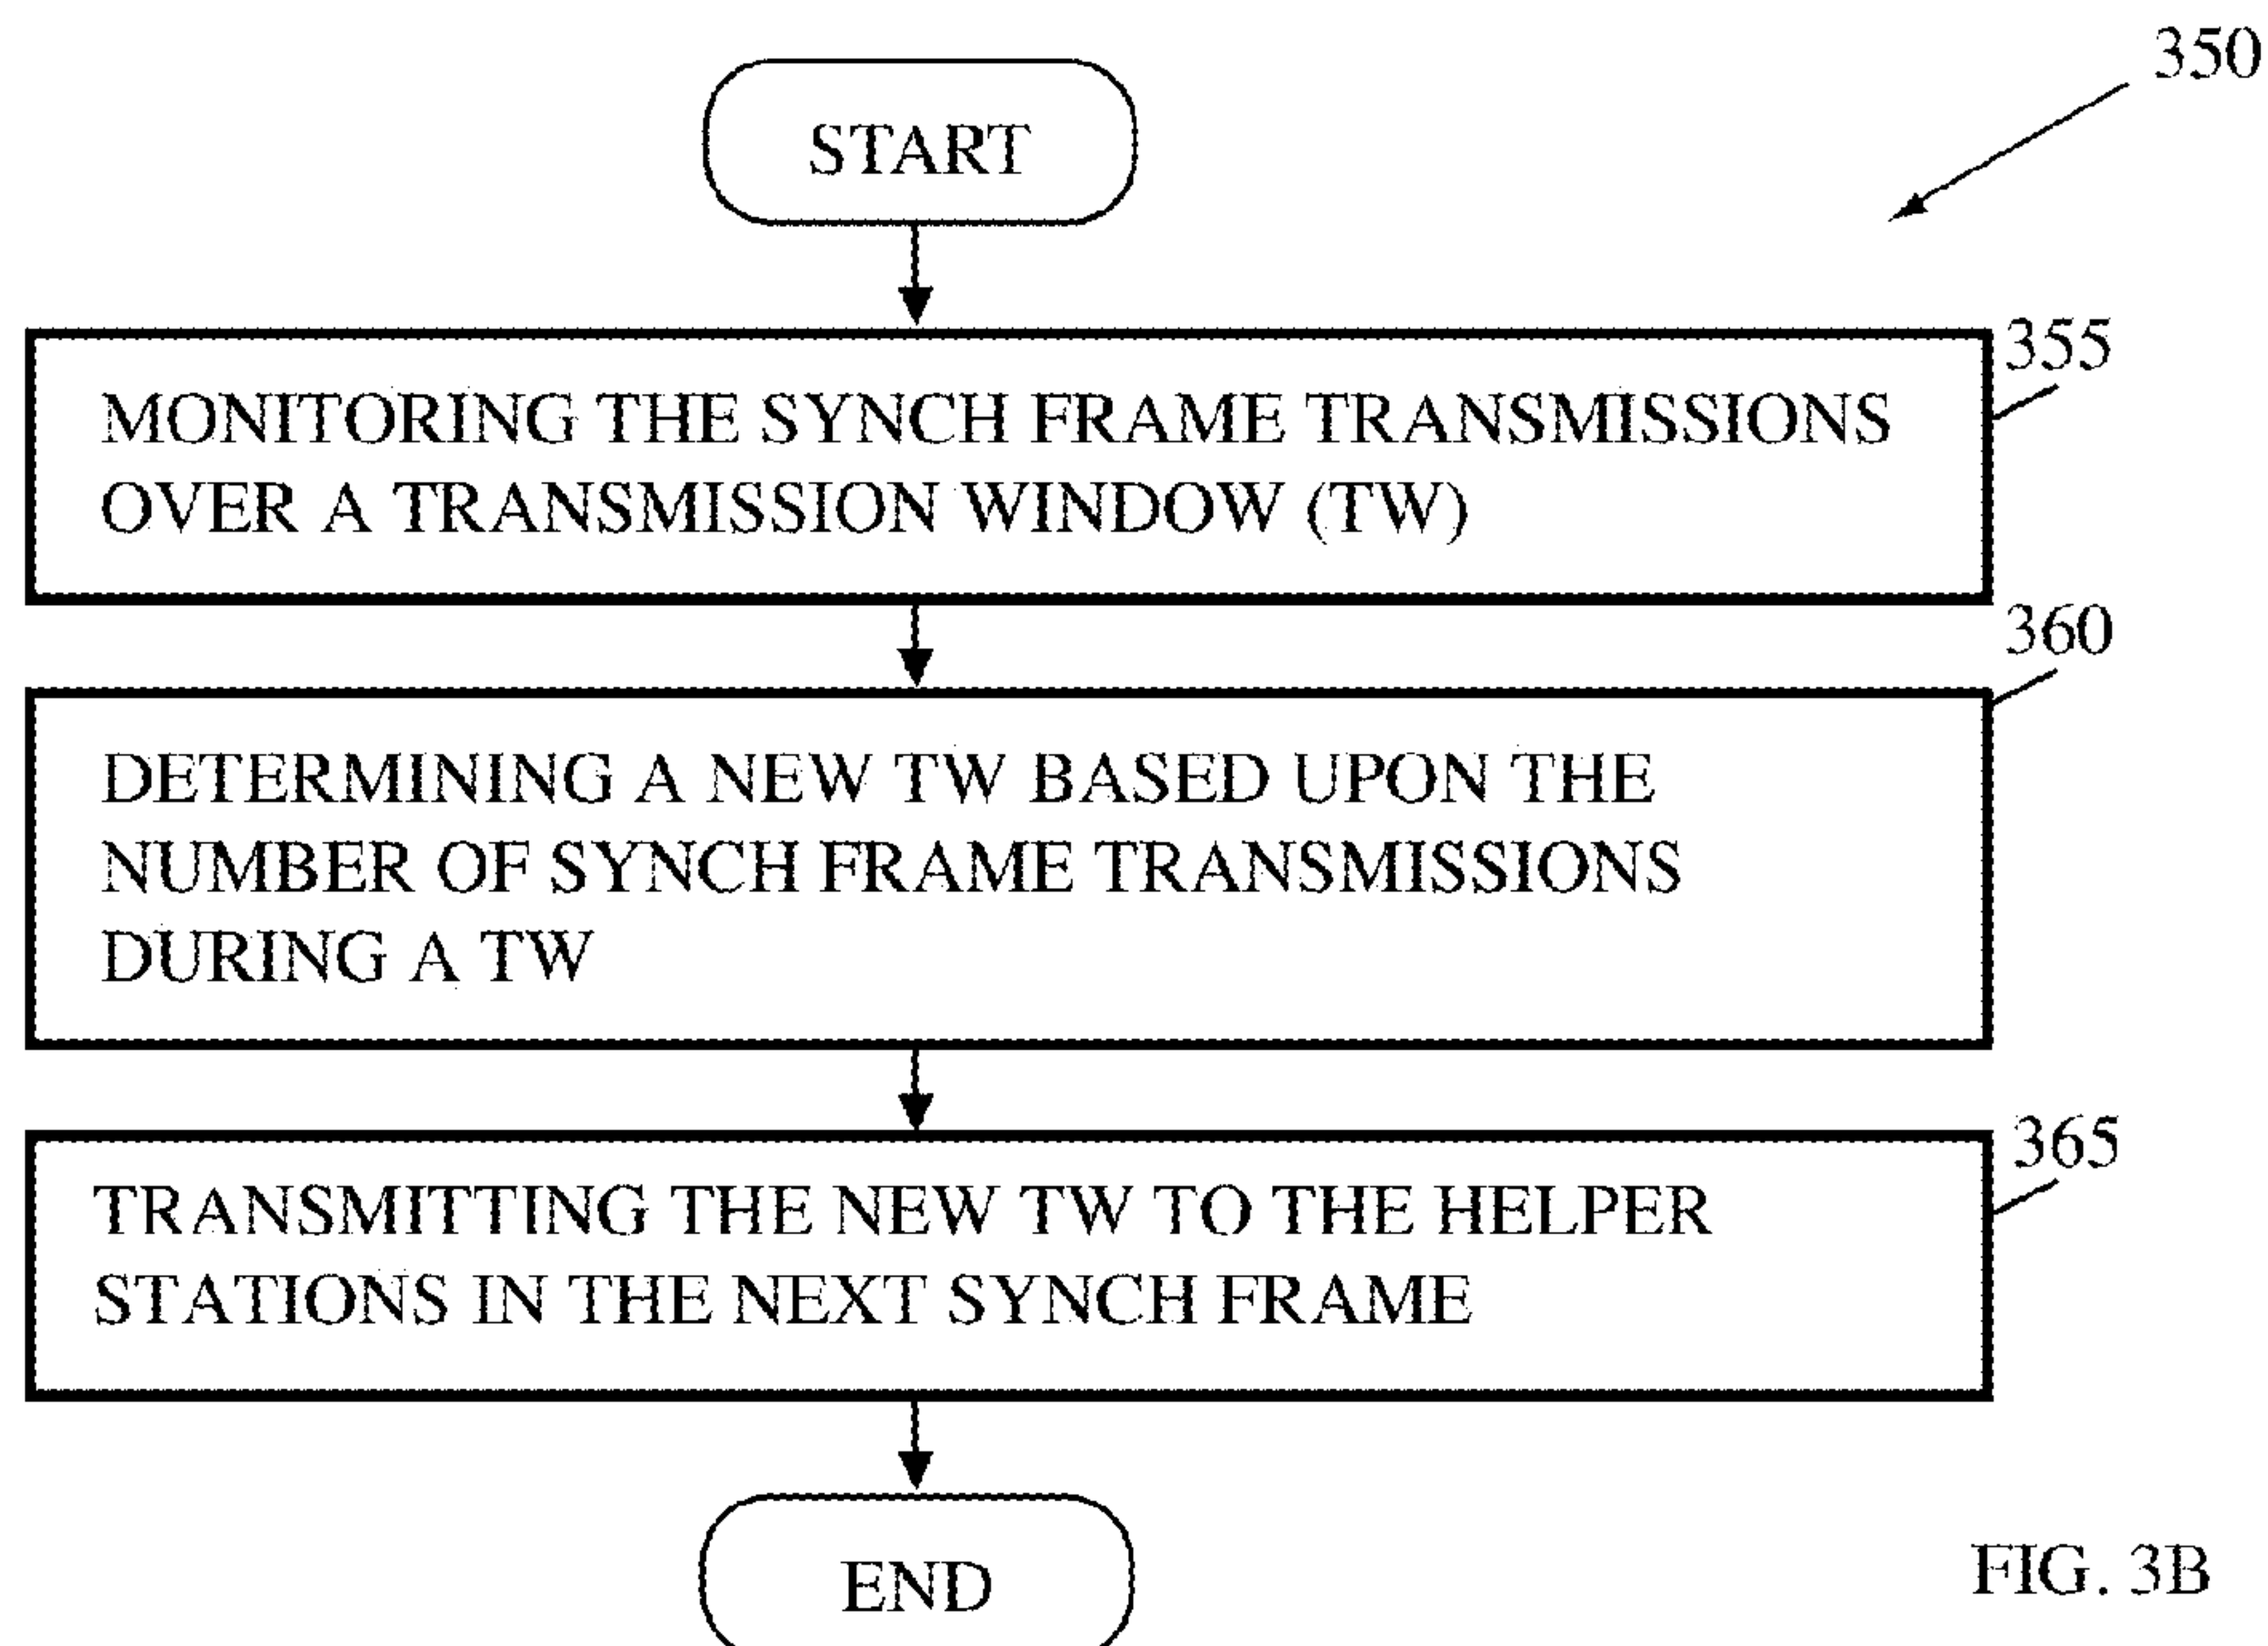 350
START
355
MONITORING THE SYNCH FRAME TRANSMISSIONS
OVER A TRANSMISSION WINDOW (TW)
360
DETERMINING A NEW TW BASED UPON THE
NUMBER OF SYNCH FRAME TRANSMISSIONS
DURING A TW
365
TRANSMITTING THE NEW TW TO THE HELPER
STATIONS IN THE NEXT SYNCH FRAME
END
FIG. 3B